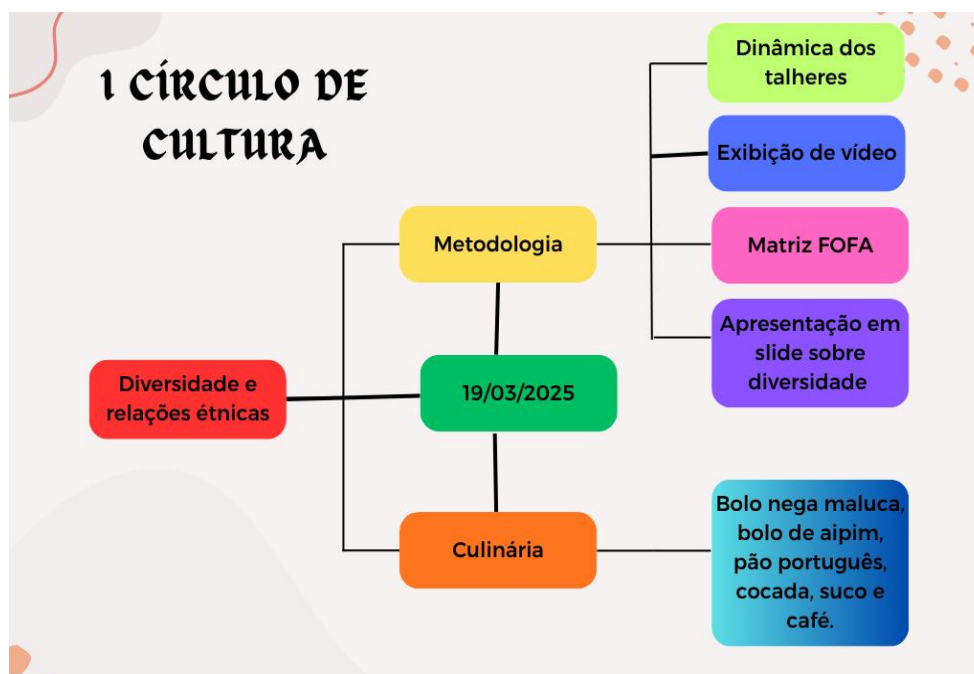 I CÍRCULO DE
CULTURA
Diversidade e
relações étnicas
Metodologia
19/03/2025
Culinária
Dinâmica dos
talheres
Exibição de vídeo
Matriz FOFA
Apresentação em
slide sobre
diversidade
Bolo nega maluca,
bolo de aipim,
pão português,
cocada, suco e
café.